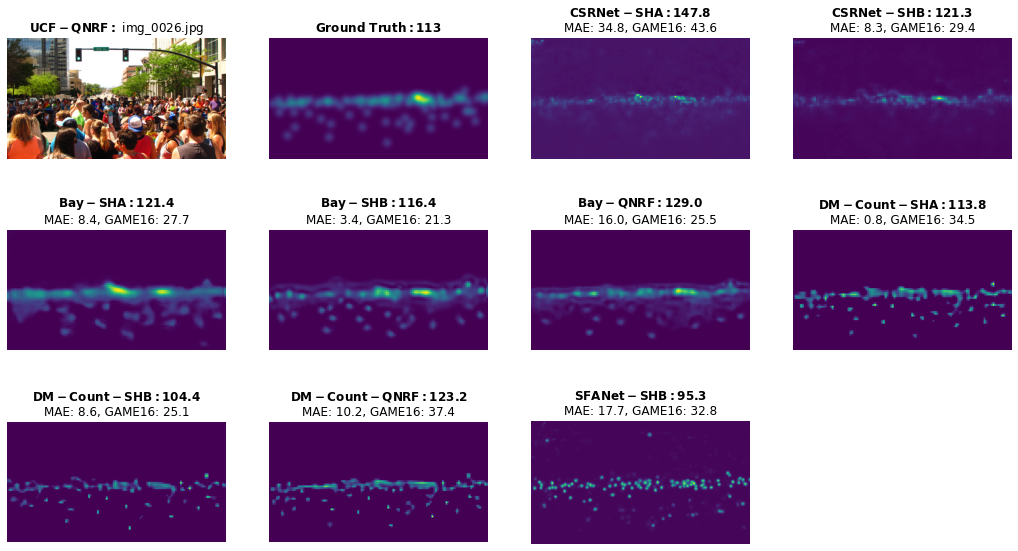 UCF − QNRF : img_0026.jpg
Ground Truth : 113
CSRNet − SHA : 147.8
MAE: 34.8, GAME16: 43.6
CSRNet − SHB : 121.3
MAE: 8.3, GAME16: 29.4
Bay − SHA : 121.4
MAE: 8.4, GAME16: 27.7
Bay − SHB : 116.4
MAE: 3.4, GAME16: 21.3
Bay − QNRF : 129.0
MAE: 16.0, GAME16: 25.5
DM − Count − SHA : 113.8
MAE: 0.8, GAME16: 34.5
DM − Count − SHB : 104.4
MAE: 8.6, GAME16: 25.1
DM − Count − QNRF : 123.2
MAE: 10.2, GAME16: 37.4
SFANet − SHB : 95.3
MAE: 17.7, GAME16: 32.8